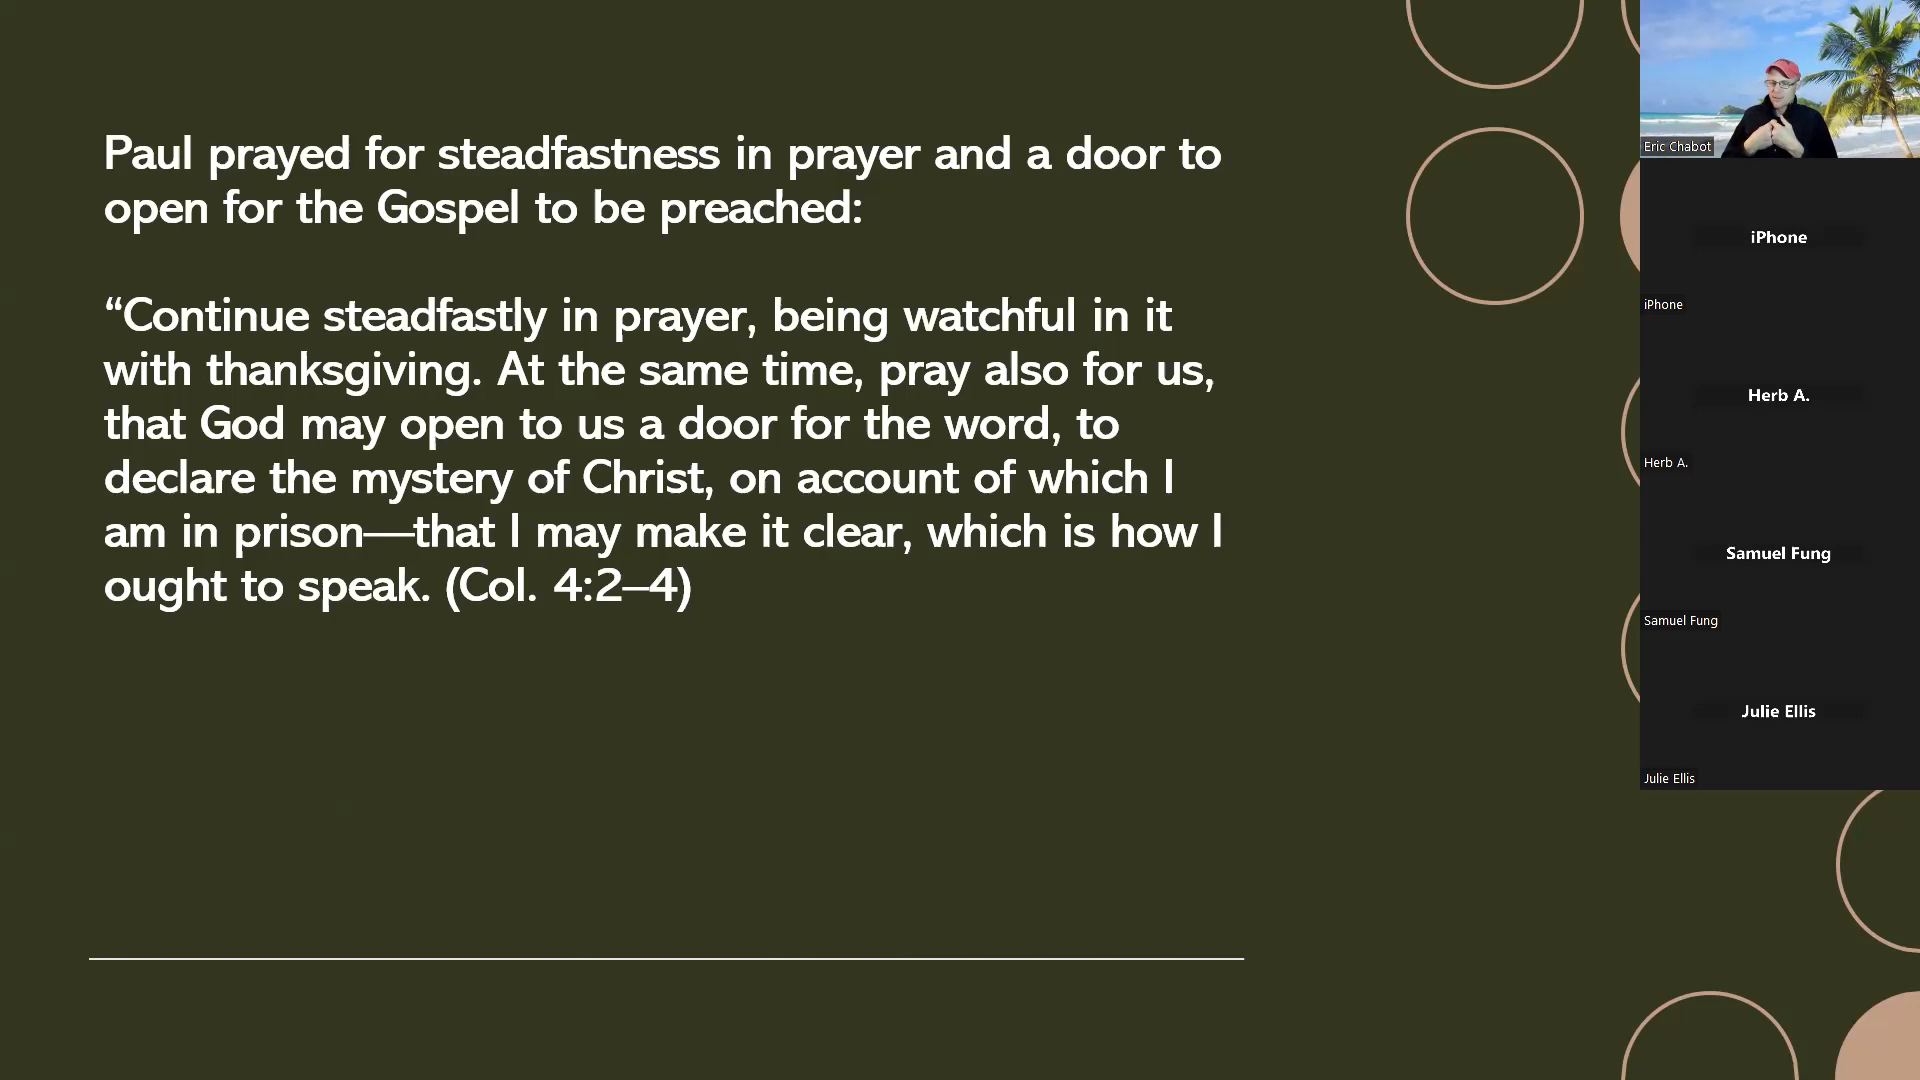 Paul prayed for steadfastness in prayer and a door to
open for the Gospel to be preached:
“Continue steadfastly in prayer, being watchful in it
with thanksgiving. At the same time, pray also for us,
that God may open to us a door for the word, to
declare the mystery of Christ, on account of which I
am in prison—that I may make it clear, which is how I
ought to speak. (Col. 4:2–4)
Eric Chabot
iPhone
iPhone
Herb A.
Herb A.
Samuel Fung
Samuel Fung
Julie Ellis
Julie Ellis